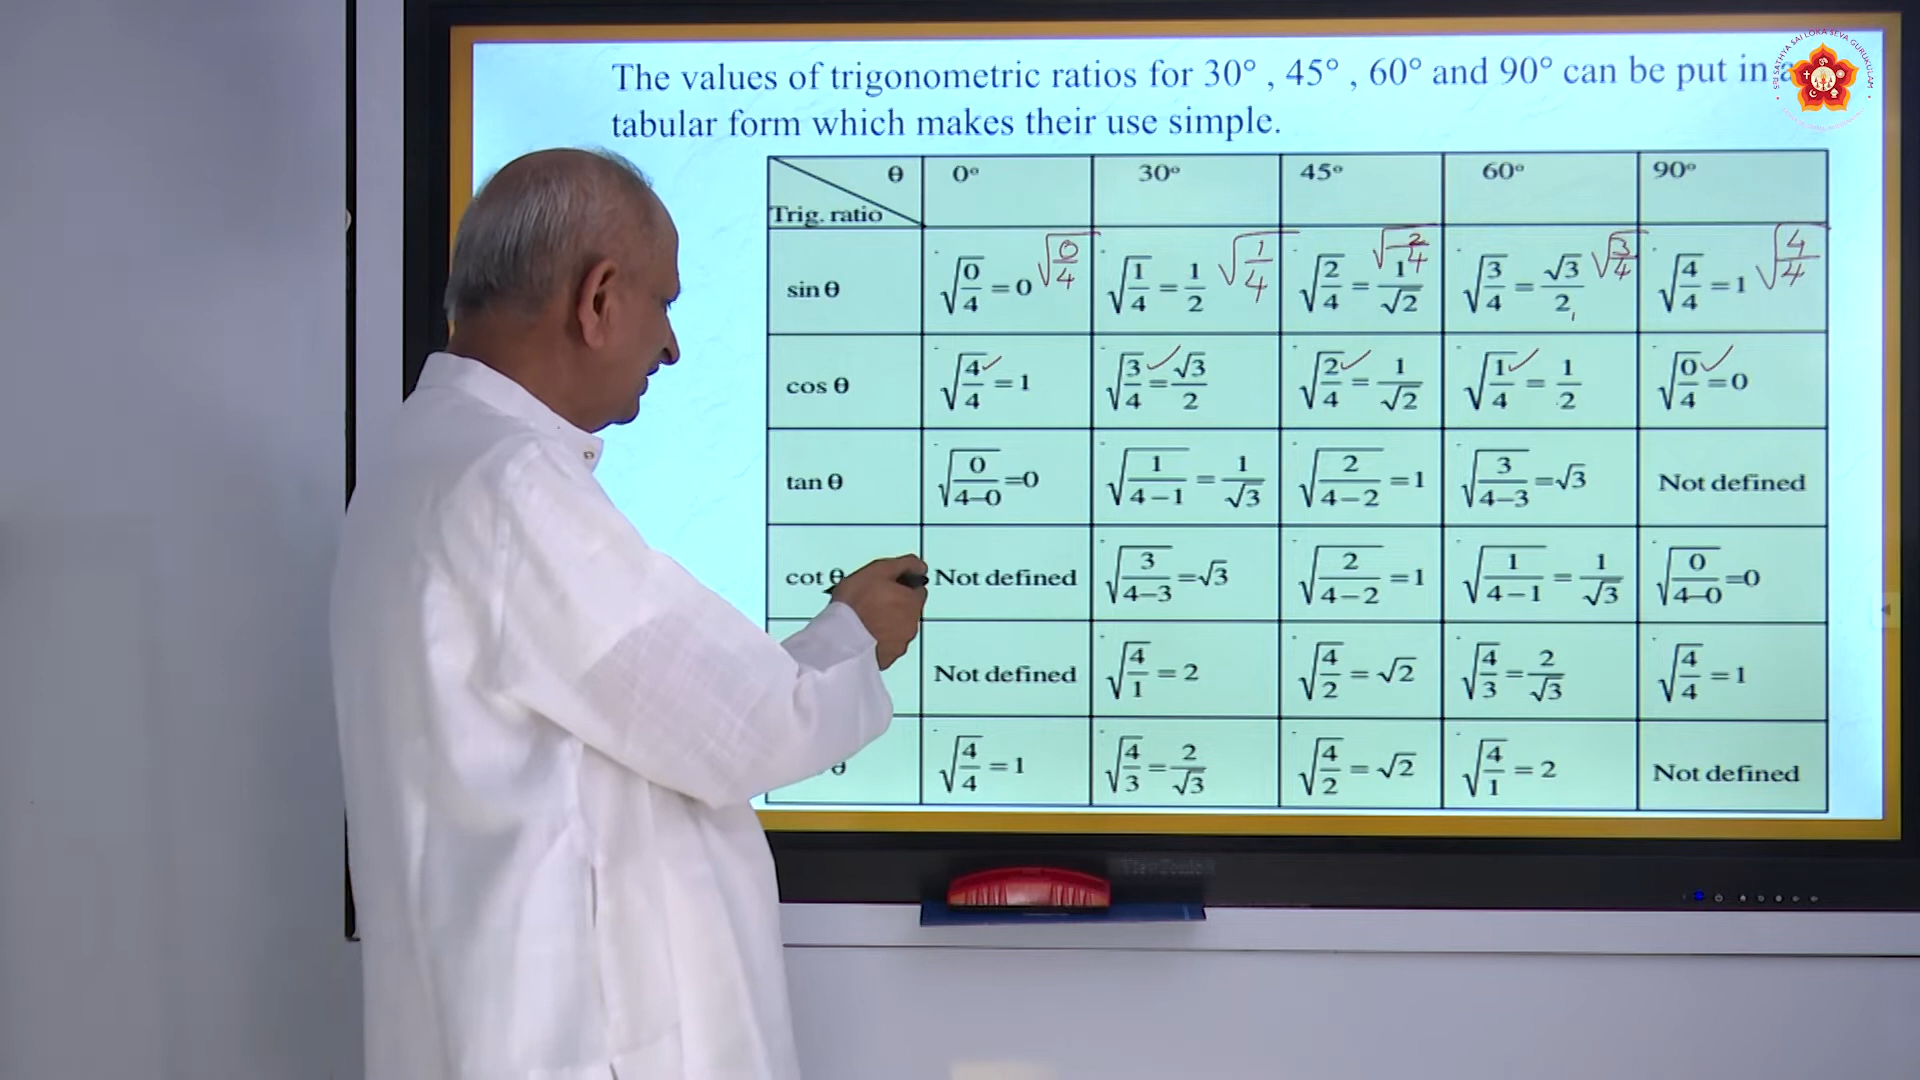 The values of trigonometric ratios for 30° , 45° , 60° and 90° can be put in a
tabular form which makes their use simple.
θ
Trig. ratio
0° 30° 45° 60° 90°
sin θ √(0/4) = 0 √(0/4) √(1/4) = 1/2 √(1/4) √(2/4) = 1/√2 √(2/4) √(3/4) = √3/2 √(3/4) √(4/4) = 1 √(4/4)
cos θ √(4/4) = 1 √(3/4) = √3/2 √(2/4) = 1/√2 √(1/4) = 1/2 √(0/4) = 0
tan θ √(0/(4–0)) = 0 √(1/(4–1)) = 1/√3 √(2/(4–2)) = 1 √(3/(4–3)) = √3 Not defined
cot θ Not defined √(3/(4–3)) = √3 √(2/(4–2)) = 1 √(1/(4–1)) = 1/√3 √(0/(4–0)) = 0
Not defined √(4/1) = 2 √(4/2) = √2 √(4/3) = 2/√3 √(4/4) = 1
θ √(4/4) = 1 √(4/3) = 2/√3 √(4/2) = √2 √(4/1) = 2 Not defined
ViewSonic
SATHYA SAI LOKA SEVA GURUKULAM